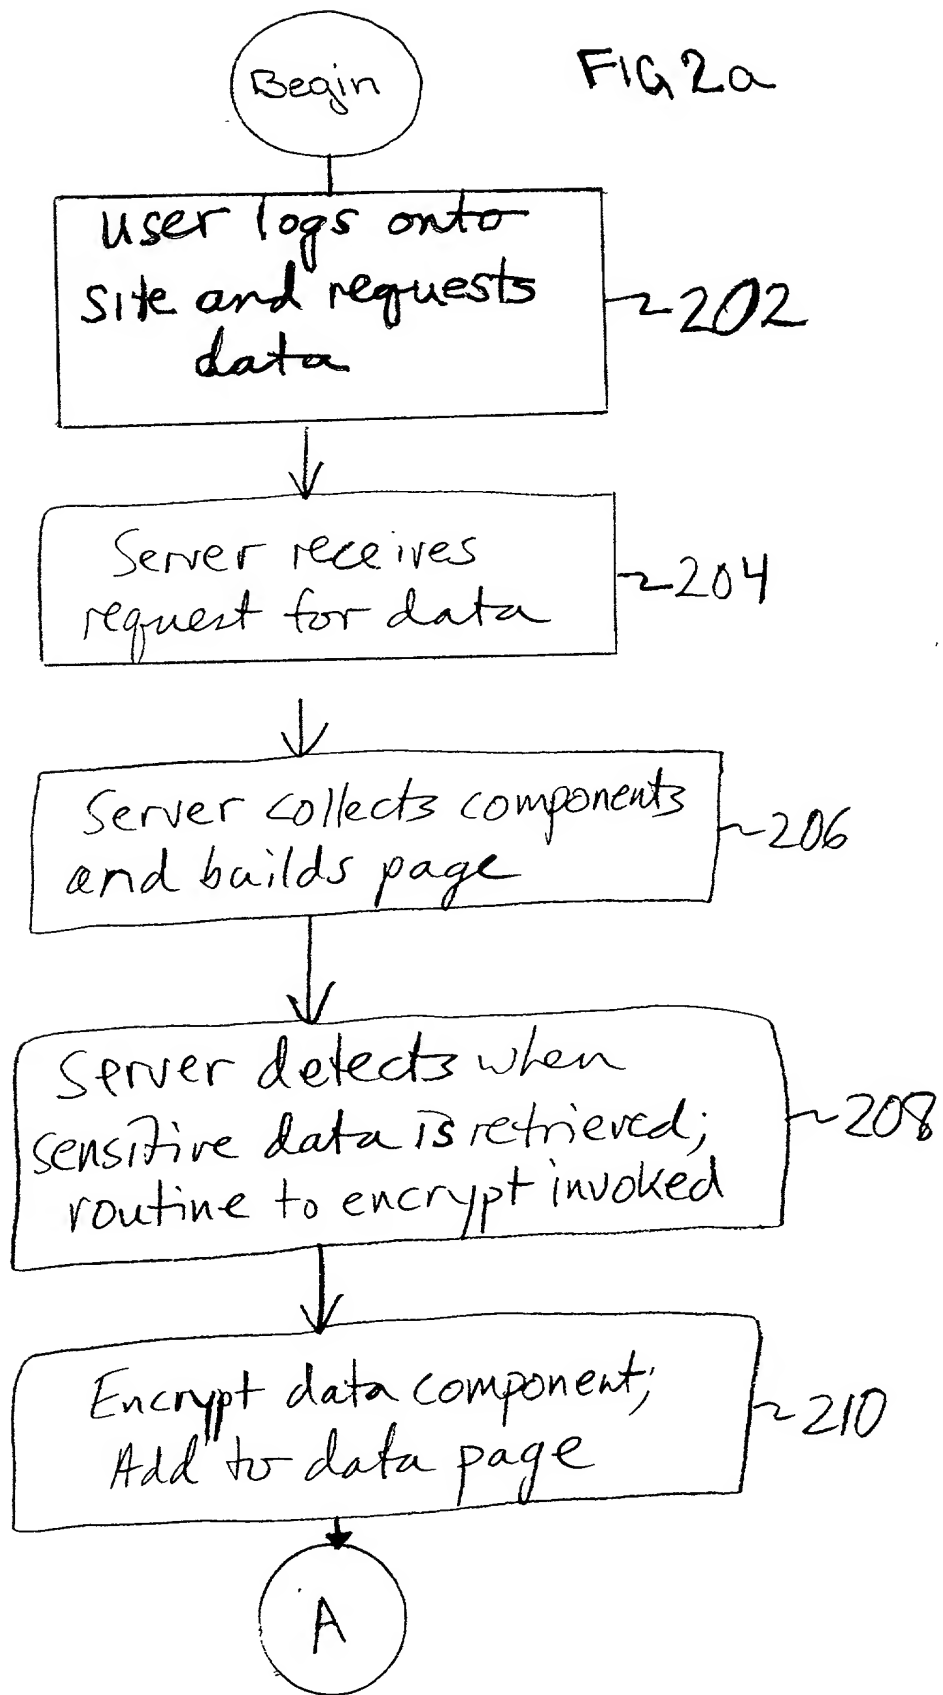 Begin
FIG 2a
user logs onto
site and requests
data
202
Server receives
request for data
204
Server collects components
and builds page
206
Server detects when
sensitive data is retrieved;
routine to encrypt invoked
208
Encrypt data component;
Add to data page
210
A